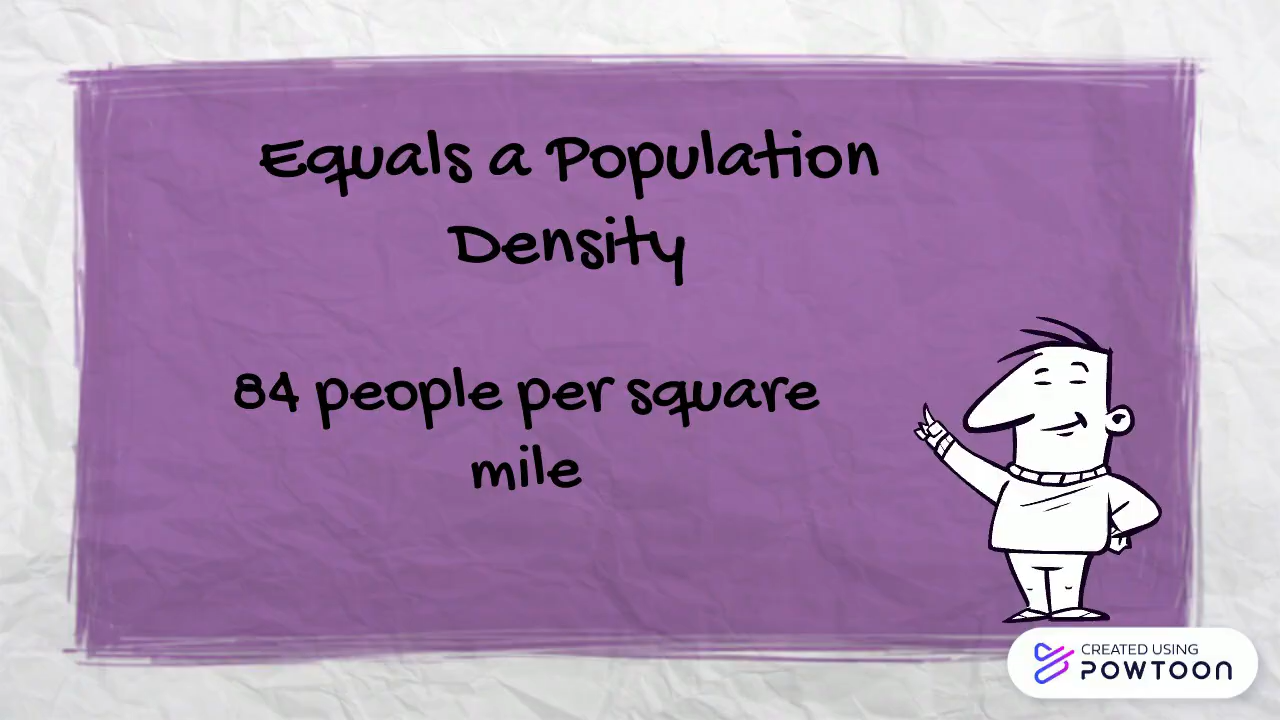 Equals a Population
Density
84 people per square
mile
CREATED USING
POWTOON